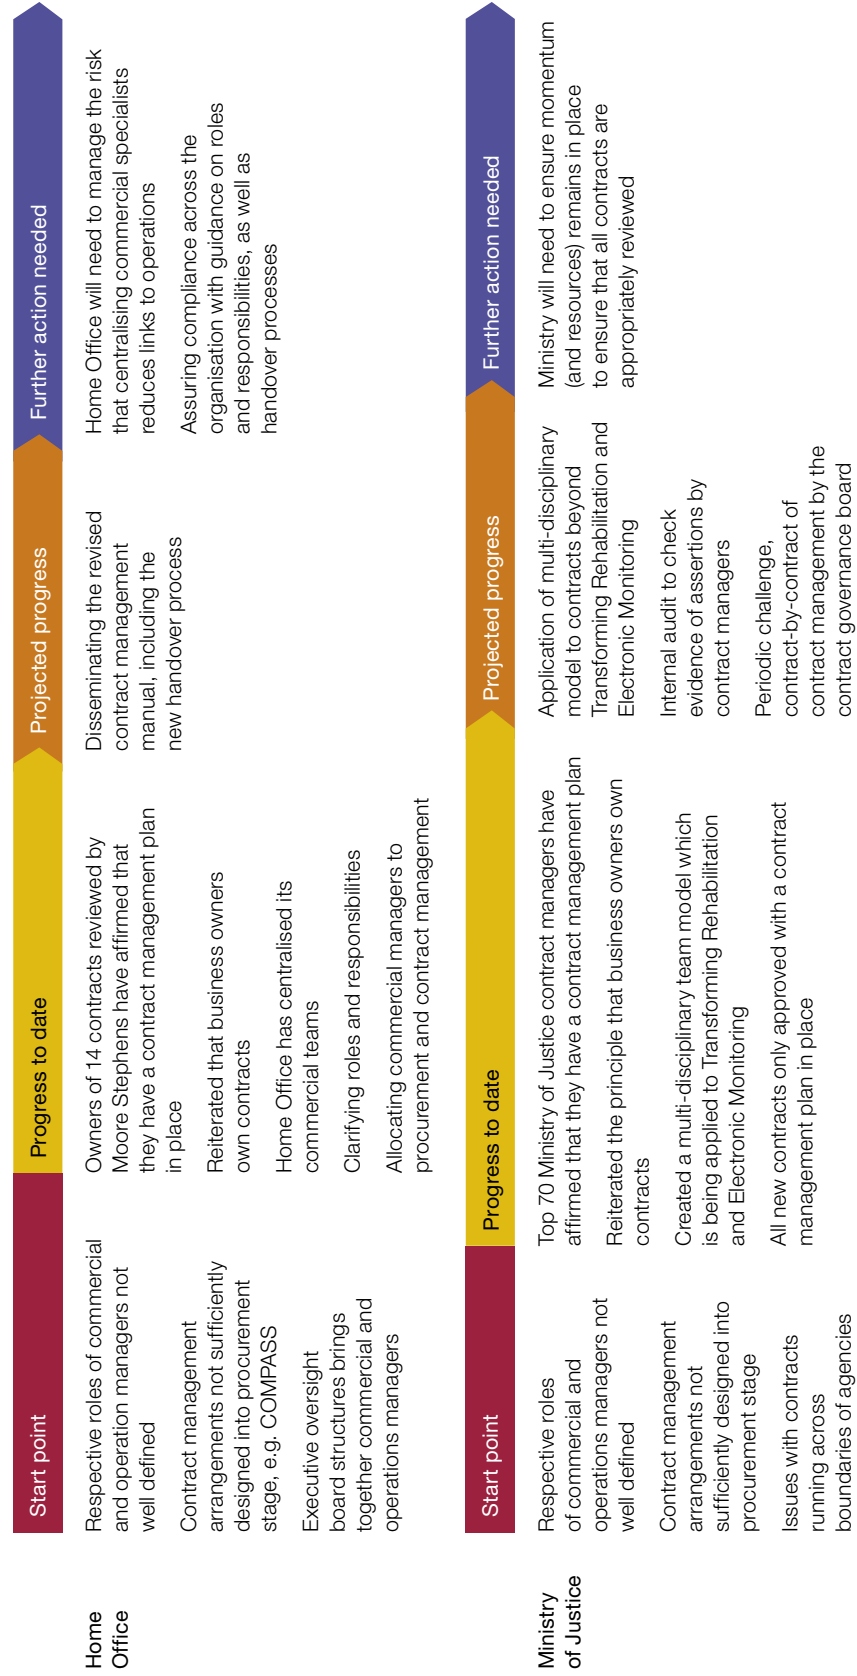 Home
Office
Start point
Respective roles of commercial
and operation managers not
well defined
Contract management
arrangements not sufficiently
designed into procurement
stage, e.g. COMPASS
Executive oversight
board structures brings
together commercial and
operations managers
Progress to date
Owners of 14 contracts reviewed by
Moore Stephens have affirmed that
they have a contract management plan
in place
Reiterated that business owners
own contracts
Home Office has centralised its
commercial teams
Clarifying roles and responsibilities
Allocating commercial managers to
procurement and contract management
Projected progress
Disseminating the revised
contract management
manual, including the
new handover process
Further action needed
Home Office will need to manage the risk
that centralising commercial specialists
reduces links to operations
Assuring compliance across the
organisation with guidance on roles
and responsibilities, as well as
handover processes
Ministry
of Justice
Start point
Respective roles
of commercial and
operations managers not
well defined
Contract management
arrangements not
sufficiently designed into
procurement stage
Issues with contracts
running across
boundaries of agencies
Progress to date
Top 70 Ministry of Justice contract managers have
affirmed that they have a contract management plan
Reiterated the principle that business owners own
contracts
Created a multi-disciplinary team model which
is being applied to Transforming Rehabilitation
and Electronic Monitoring
All new contracts only approved with a contract
management plan in place
Projected progress
Application of multi-disciplinary
model to contracts beyond
Transforming Rehabilitation and
Electronic Monitoring
Internal audit to check
evidence of assertions by
contract managers
Periodic challenge,
contract-by-contract of
contract management by the
contract governance board
Further action needed
Ministry will need to ensure momentum
(and resources) remains in place
to ensure that all contracts are
appropriately reviewed